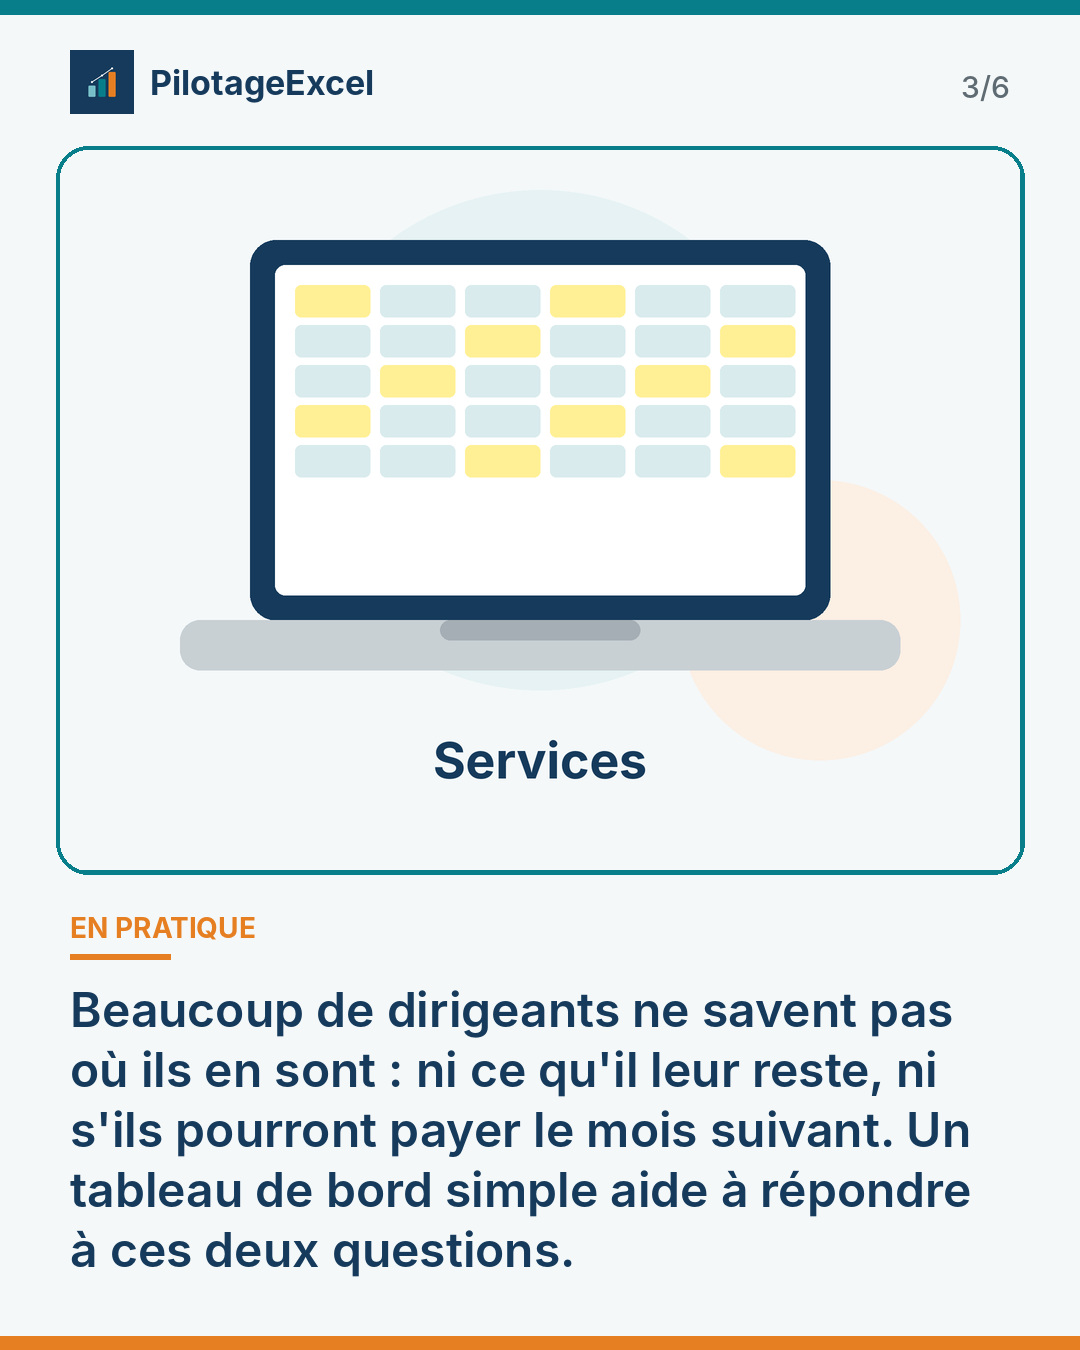 PilotageExcel
3/6
Services
EN PRATIQUE
Beaucoup de dirigeants ne savent pas
où ils en sont : ni ce qu'il leur reste, ni
s'ils pourront payer le mois suivant. Un
tableau de bord simple aide à répondre
à ces deux questions.